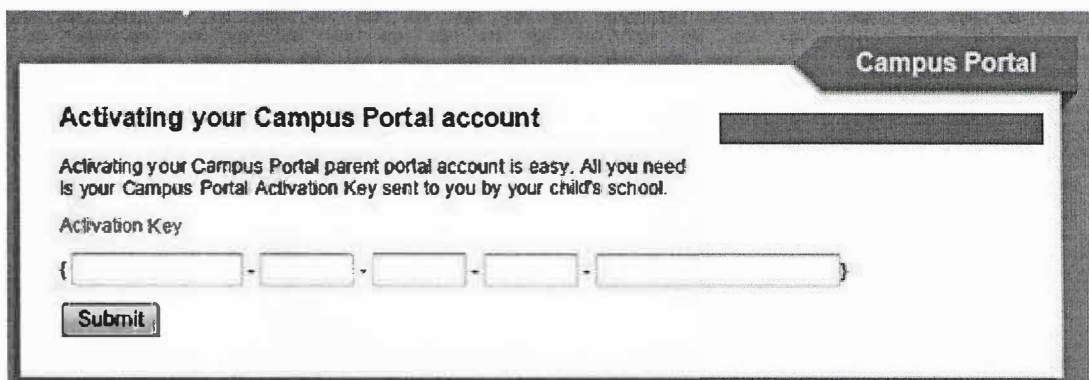 Campus Portal
Activating your Campus Portal account
Activating your Campus Portal parent portal account is easy. All you need
is your Campus Portal Activation Key sent to you by your child's school.
Activation Key
{ - - - - }
Submit